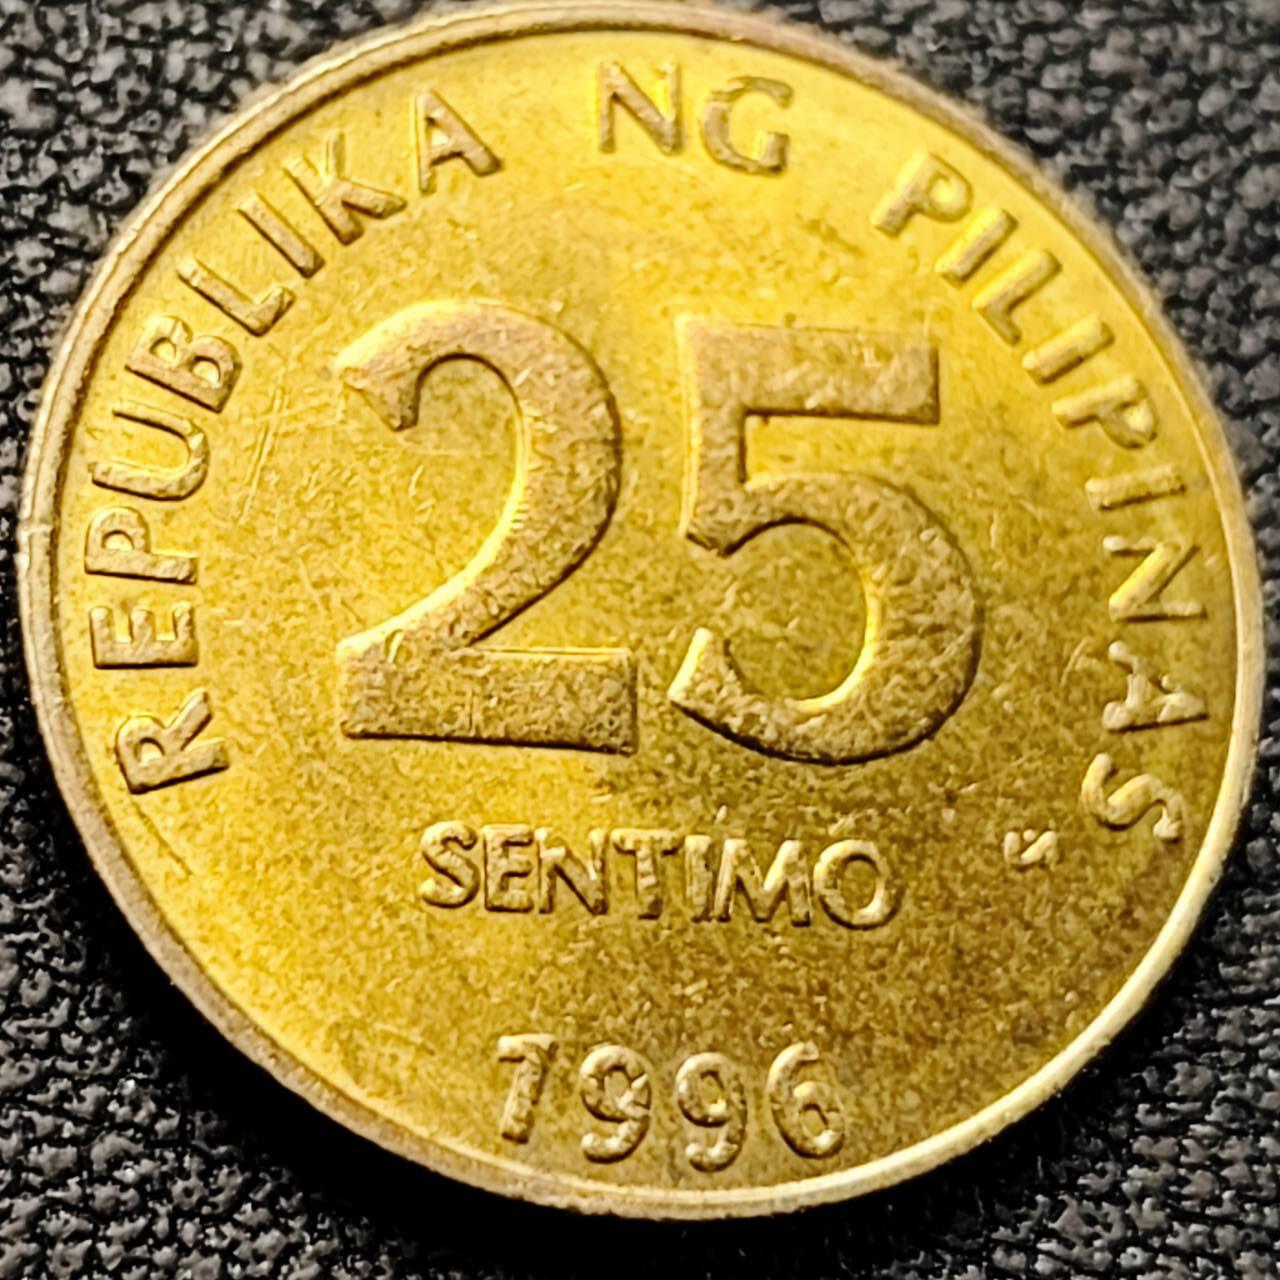 REPUBLIKA NG PILIPINAS
25
SENTIMO
1996